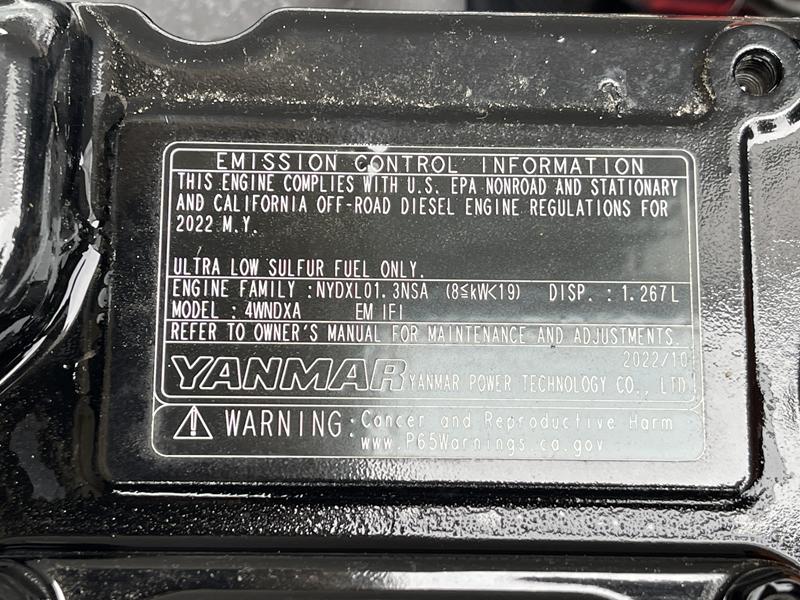 EMISSION CONTROL INFORMATION
THIS ENGINE COMPLIES WITH U.S. EPA NONROAD AND STATIONARY
AND CALIFORNIA OFF-ROAD DIESEL ENGINE REGULATIONS FOR
2022 M.Y.
ULTRA LOW SULFUR FUEL ONLY.
ENGINE FAMILY :NYDXL01.3NSA (8≦kW<19) DISP. : 1.267L
MODEL : 4WNDXA EM IFI
REFER TO OWNER'S MANUAL FOR MAINTENANCE AND ADJUSTMENTS.
2022/10
YANMAR YANMAR POWER TECHNOLOGY CO., LTD.
WARNING: Cancer and Reproductive Harm
www.P65Warnings.ca.gov